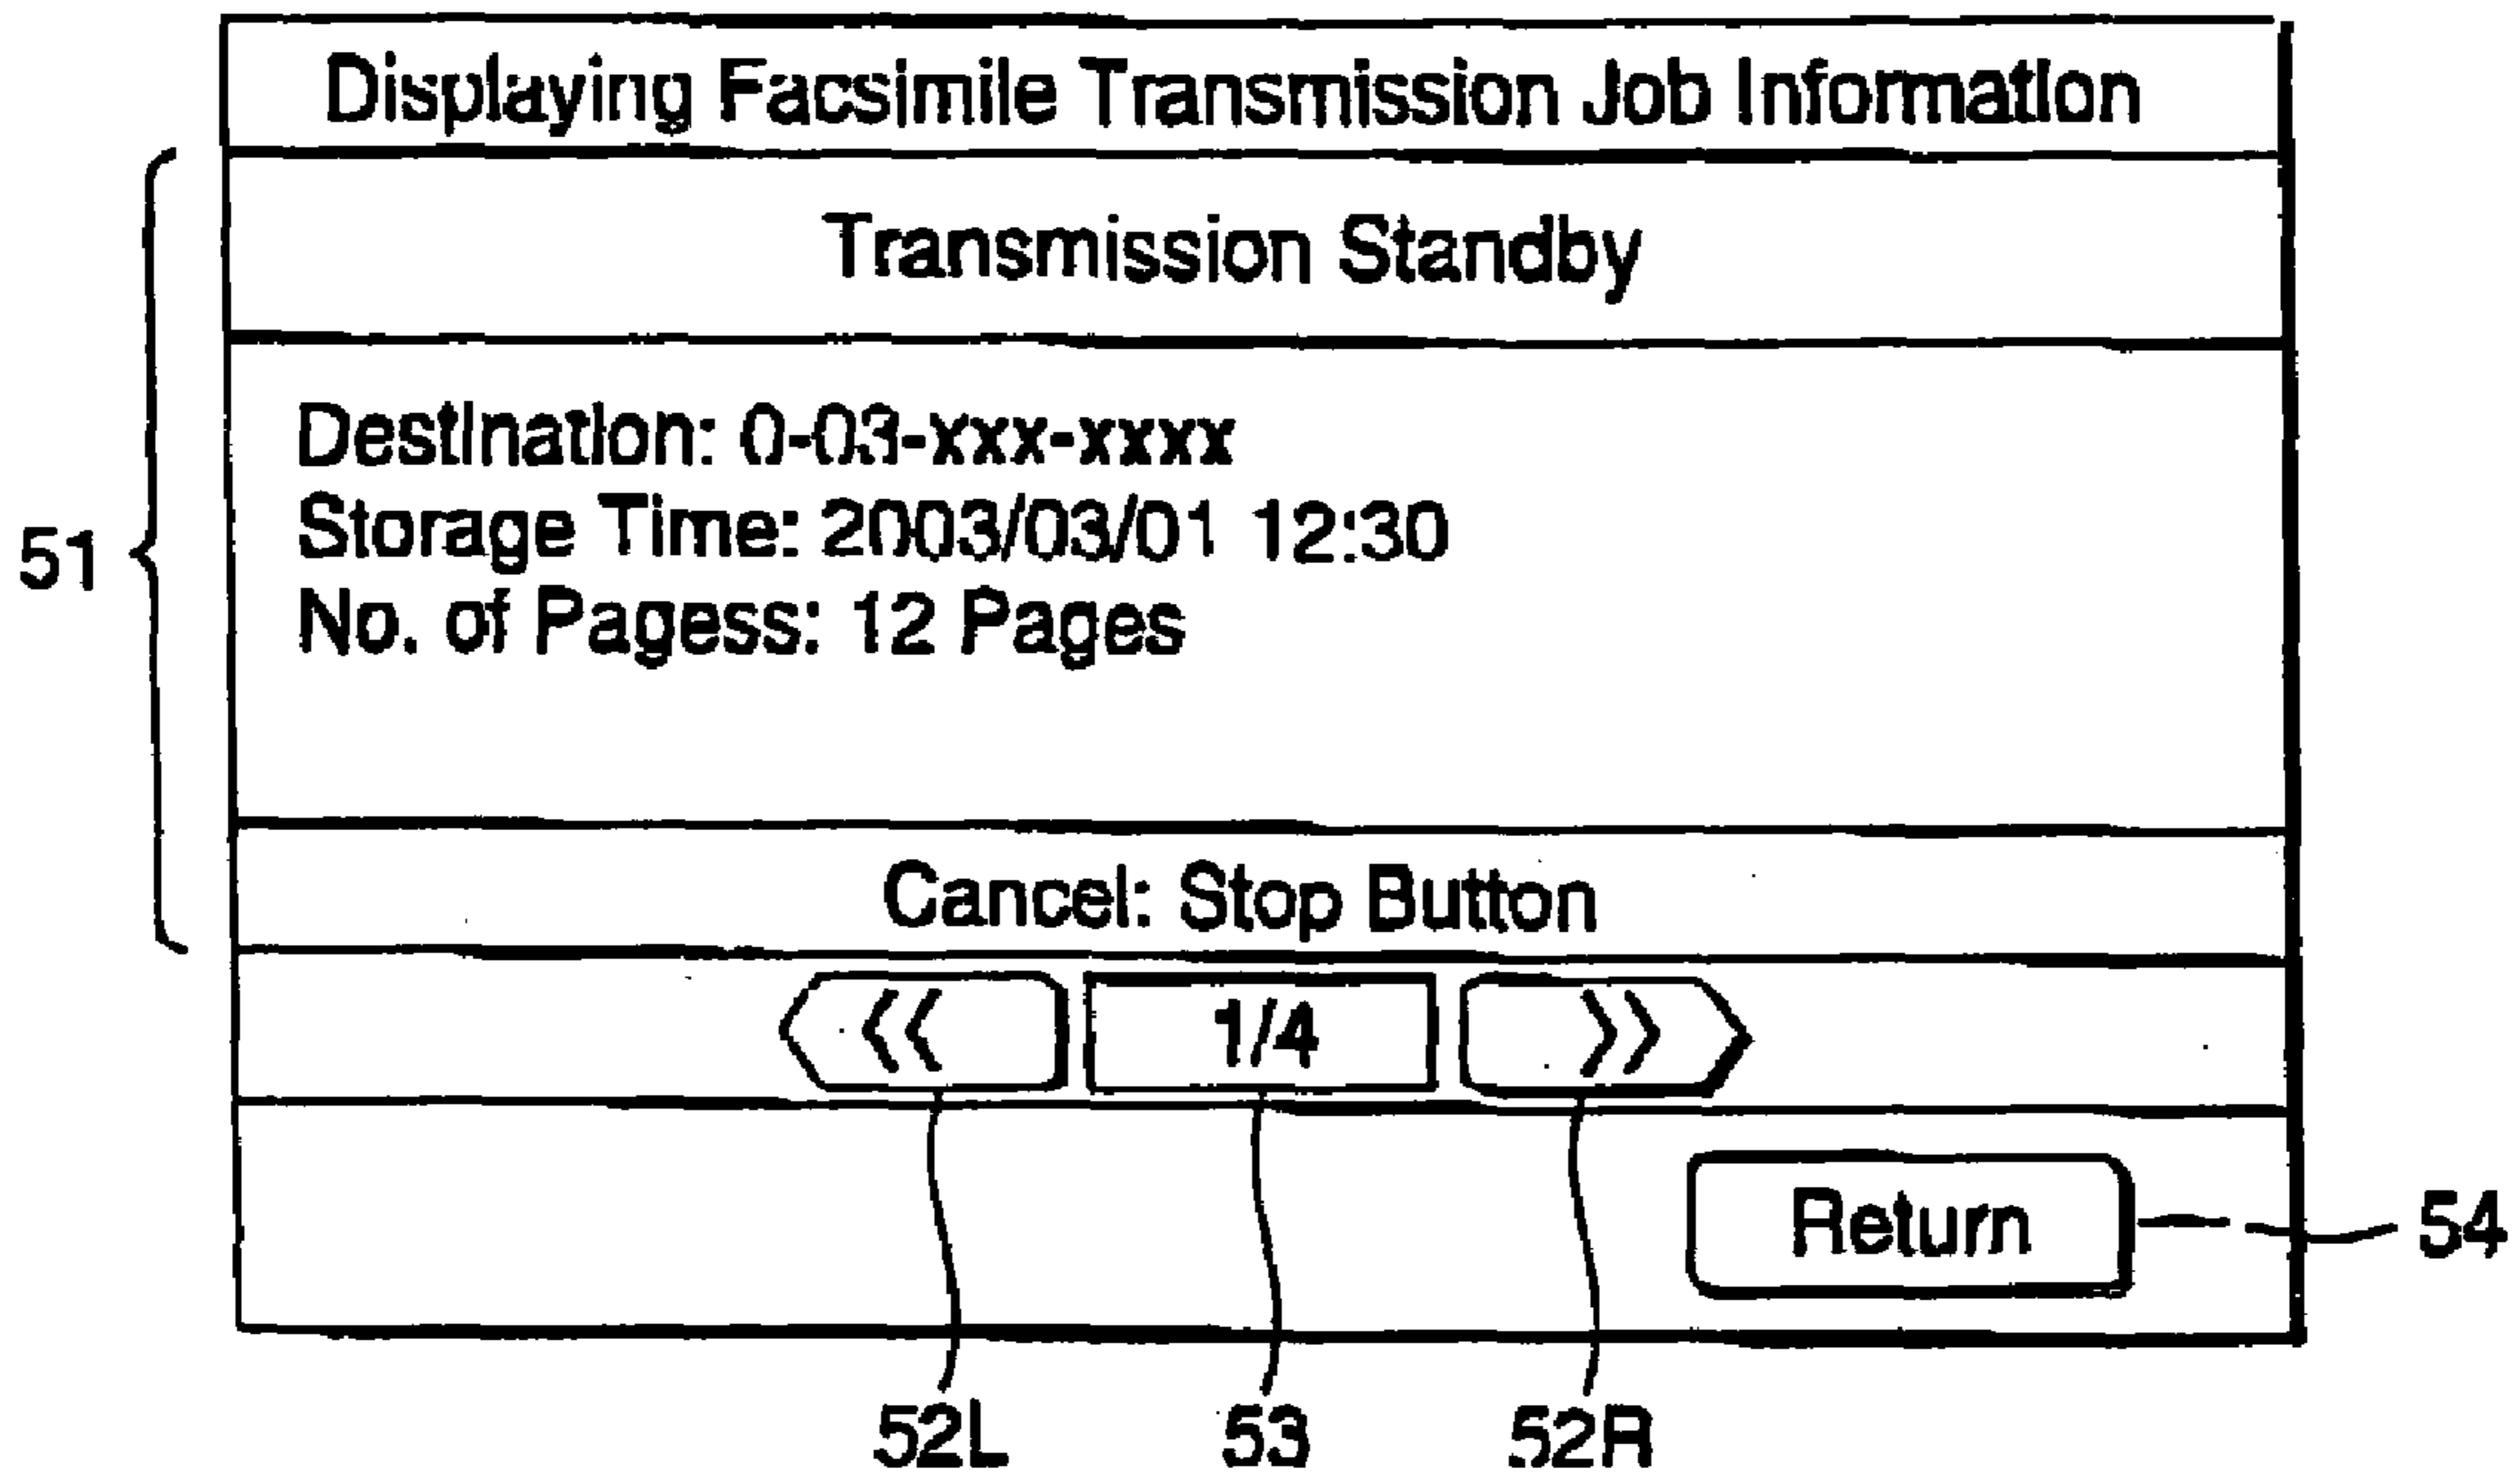 Displaying Facsimile Transmission Job Information
Transmission Standby
Destination: 0-03-xxx-xxxx
Storage Time: 2003/03/01 12:30
No. of Pagess: 12 Pages
51
Cancel: Stop Button
《 1/4 》
Return
54
52L 53 52R